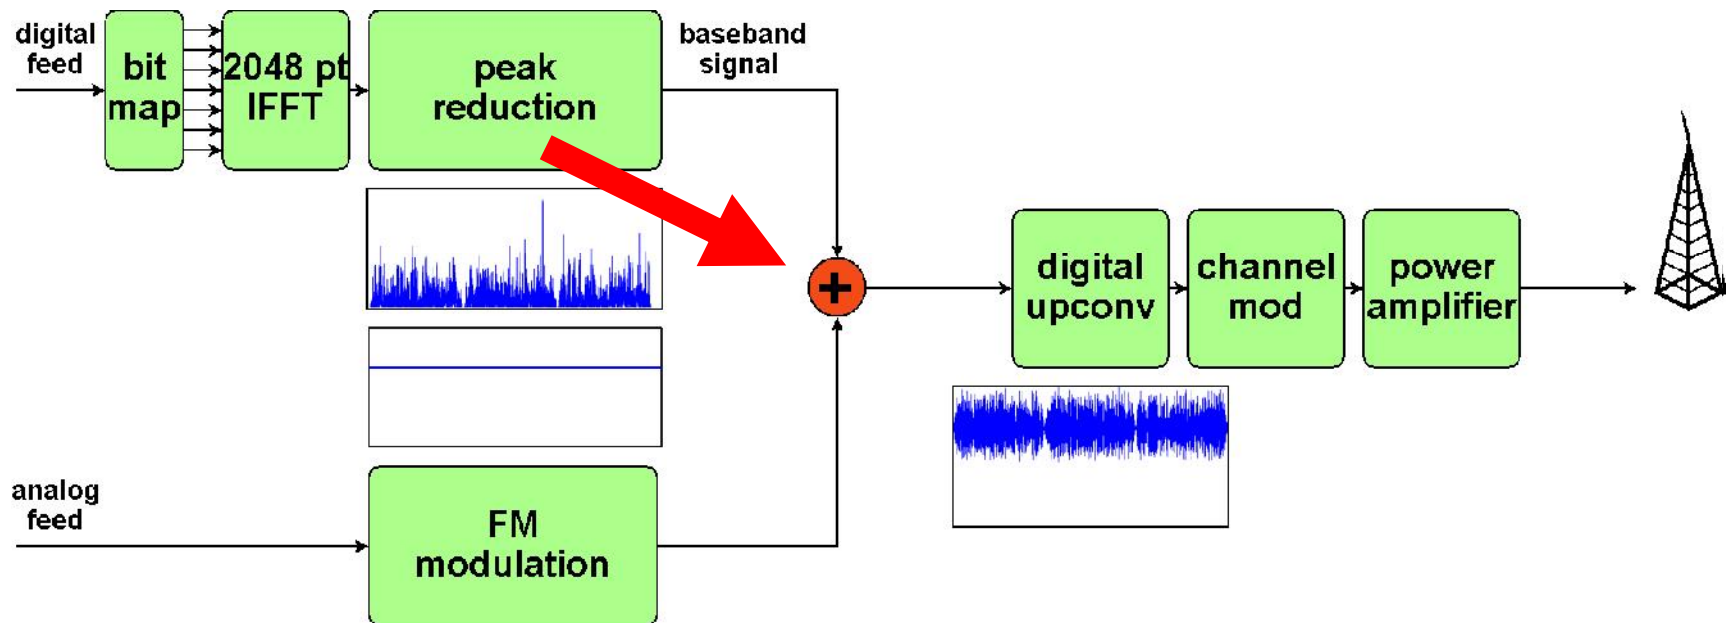 digital
feed
bit
map
2048 pt
IFFT
peak
reduction
baseband
signal
+
digital
upconv
channel
mod
power
amplifier
analog
feed
FM
modulation